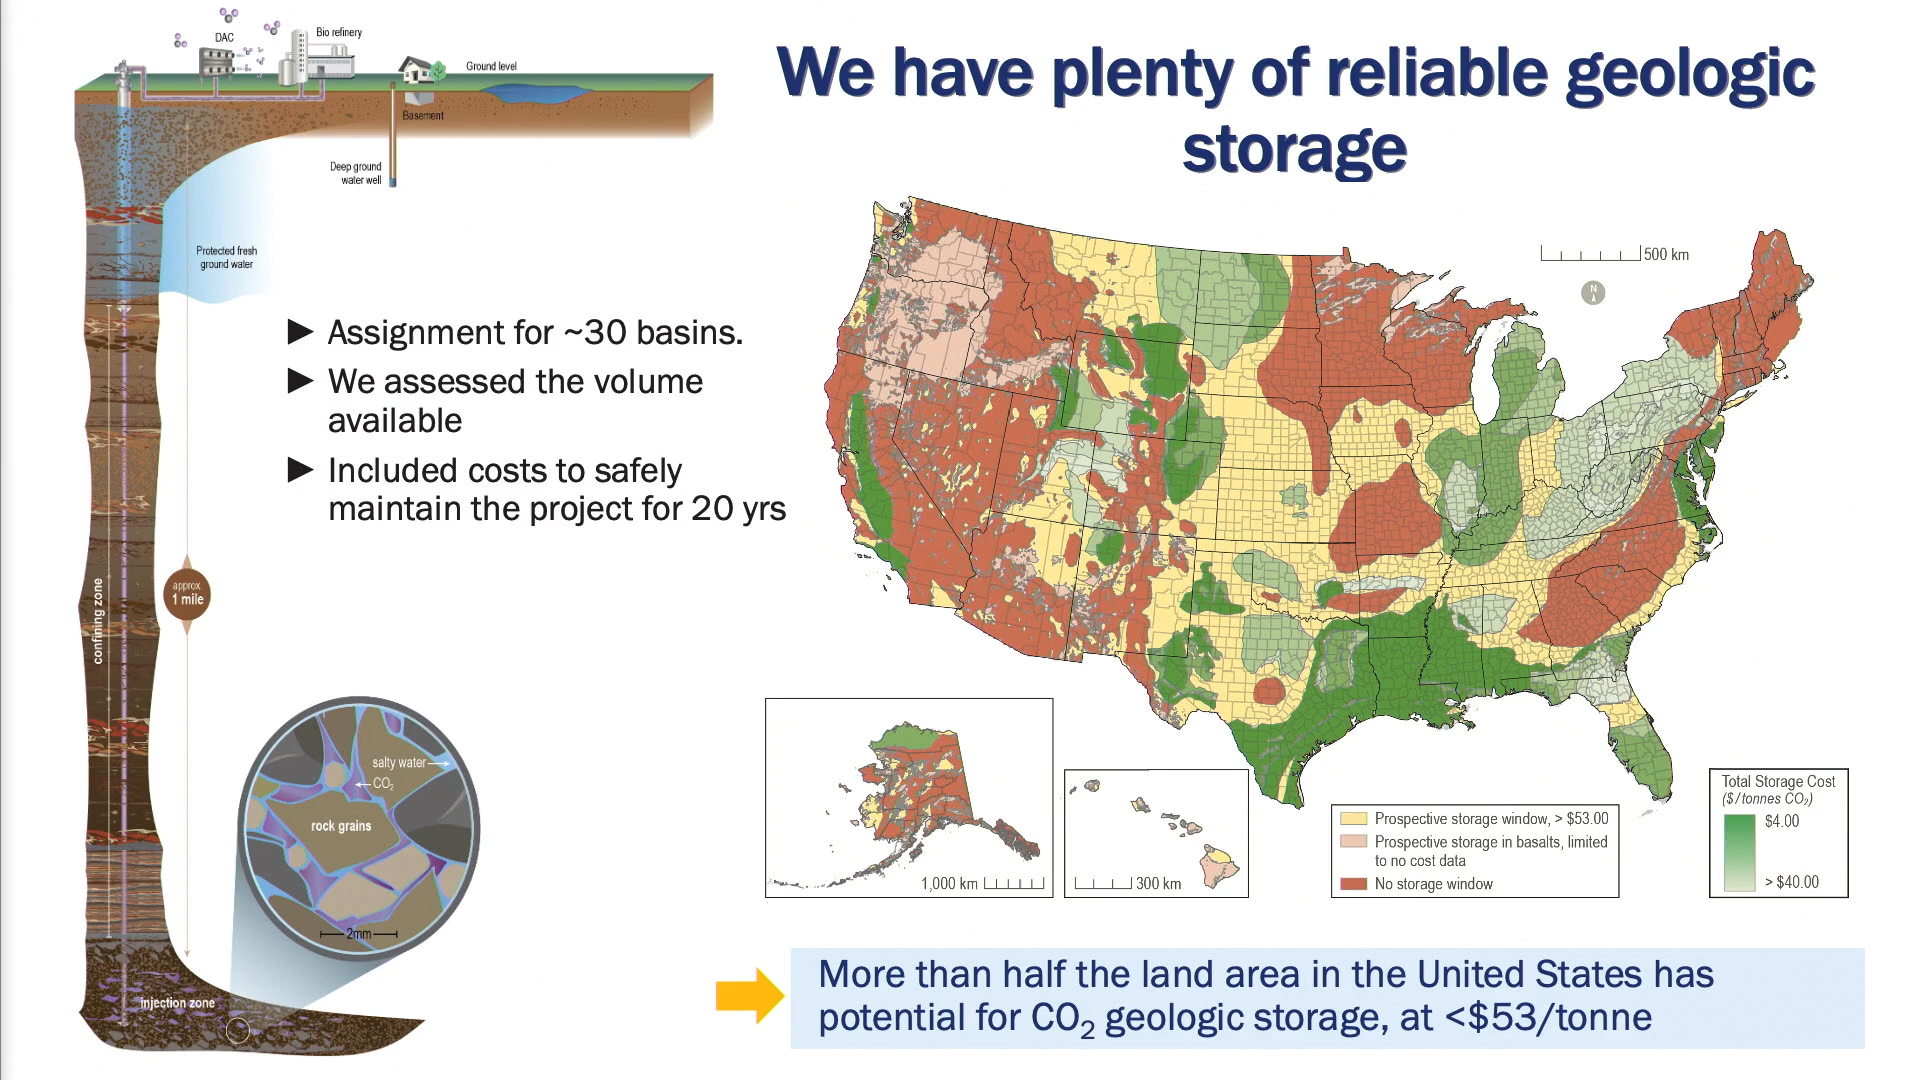 We have plenty of reliable geologic
storage
DAC
Bio refinery
Ground level
Basement
Deep ground
water well
Protected fresh
ground water
► Assignment for ~30 basins.
► We assessed the volume
available
► Included costs to safely
maintain the project for 20 yrs
confining zone
approx.
1 mile
salty water
CO₂
rock grains
2mm
injection zone
500 km
N
1,000 km
300 km
Prospective storage window, > $53.00
Prospective storage in basalts, limited
to no cost data
No storage window
Total Storage Cost
($/tonnes CO₂)
$4.00
> $40.00
More than half the land area in the United States has
potential for CO₂ geologic storage, at <$53/tonne